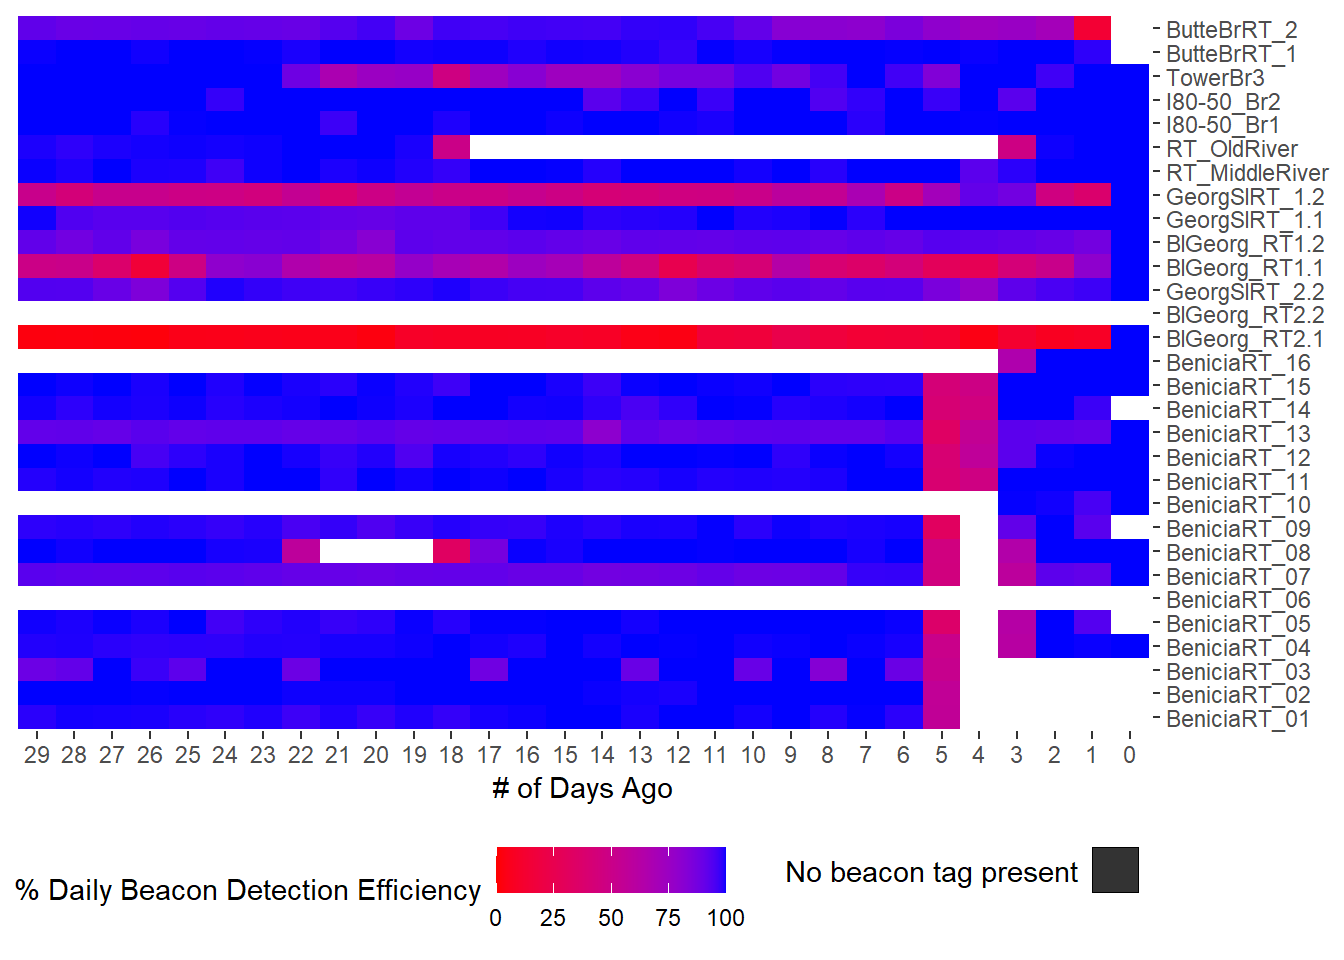 ButteBrRT_2
ButteBrRT_1
TowerBr3
I80-50_Br2
I80-50_Br1
RT_OldRiver
RT_MiddleRiver
GeorgSlRT_1.2
GeorgSlRT_1.1
BlGeorg_RT1.2
BlGeorg_RT1.1
GeorgSlRT_2.2
BlGeorg_RT2.2
BlGeorg_RT2.1
BeniciaRT_16
BeniciaRT_15
BeniciaRT_14
BeniciaRT_13
BeniciaRT_12
BeniciaRT_11
BeniciaRT_10
BeniciaRT_09
BeniciaRT_08
BeniciaRT_07
BeniciaRT_06
BeniciaRT_05
BeniciaRT_04
BeniciaRT_03
BeniciaRT_02
BeniciaRT_01
29 28 27 26 25 24 23 22 21 20 19 18 17 16 15 14 13 12 11 10 9 8 7 6 5 4 3 2 1 0
# of Days Ago
% Daily Beacon Detection Efficiency
0 25 50 75 100
No beacon tag present